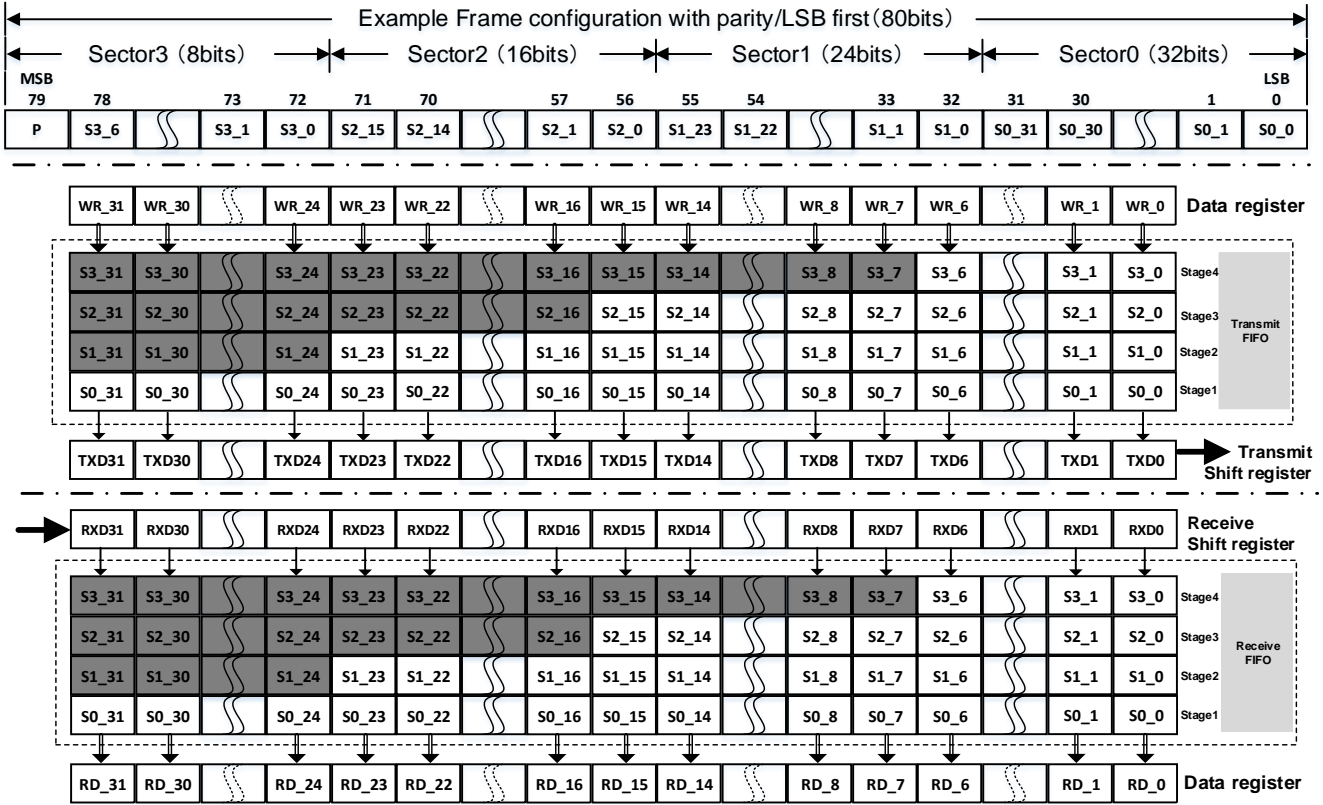 Example Frame configuration with parity/LSB first(80bits)
Sector3 (8bits) Sector2 (16bits) Sector1 (24bits) Sector0 (32bits)
MSB LSB
79 78 73 72 71 70 57 56 55 54 33 32 31 30 1 0
P S3_6 S3_1 S3_0 S2_15 S2_14 S2_1 S2_0 S1_23 S1_22 S1_1 S1_0 S0_31 S0_30 S0_1 S0_0
WR_31 WR_30 WR_24 WR_23 WR_22 WR_16 WR_15 WR_14 WR_8 WR_7 WR_6 WR_1 WR_0 Data register
S3_31 S3_30 S3_24 S3_23 S3_22 S3_16 S3_15 S3_14 S3_8 S3_7 S3_6 S3_1 S3_0 Stage4
S2_31 S2_30 S2_24 S2_23 S2_22 S2_16 S2_15 S2_14 S2_8 S2_7 S2_6 S2_1 S2_0 Stage3
Transmit
FIFO
S1_31 S1_30 S1_24 S1_23 S1_22 S1_16 S1_15 S1_14 S1_8 S1_7 S1_6 S1_1 S1_0 Stage2
S0_31 S0_30 S0_24 S0_23 S0_22 S0_16 S0_15 S0_14 S0_8 S0_7 S0_6 S0_1 S0_0 Stage1
TXD31 TXD30 TXD24 TXD23 TXD22 TXD16 TXD15 TXD14 TXD8 TXD7 TXD6 TXD1 TXD0 Transmit
Shift register
RXD31 RXD30 RXD24 RXD23 RXD22 RXD16 RXD15 RXD14 RXD8 RXD7 RXD6 RXD1 RXD0 Receive
Shift register
S3_31 S3_30 S3_24 S3_23 S3_22 S3_16 S3_15 S3_14 S3_8 S3_7 S3_6 S3_1 S3_0 Stage4
S2_31 S2_30 S2_24 S2_23 S2_22 S2_16 S2_15 S2_14 S2_8 S2_7 S2_6 S2_1 S2_0 Stage3
Receive
FIFO
S1_31 S1_30 S1_24 S1_23 S1_22 S1_16 S1_15 S1_14 S1_8 S1_7 S1_6 S1_1 S1_0 Stage2
S0_31 S0_30 S0_24 S0_23 S0_22 S0_16 S0_15 S0_14 S0_8 S0_7 S0_6 S0_1 S0_0 Stage1
RD_31 RD_30 RD_24 RD_23 RD_22 RD_16 RD_15 RD_14 RD_8 RD_7 RD_6 RD_1 RD_0 Data register